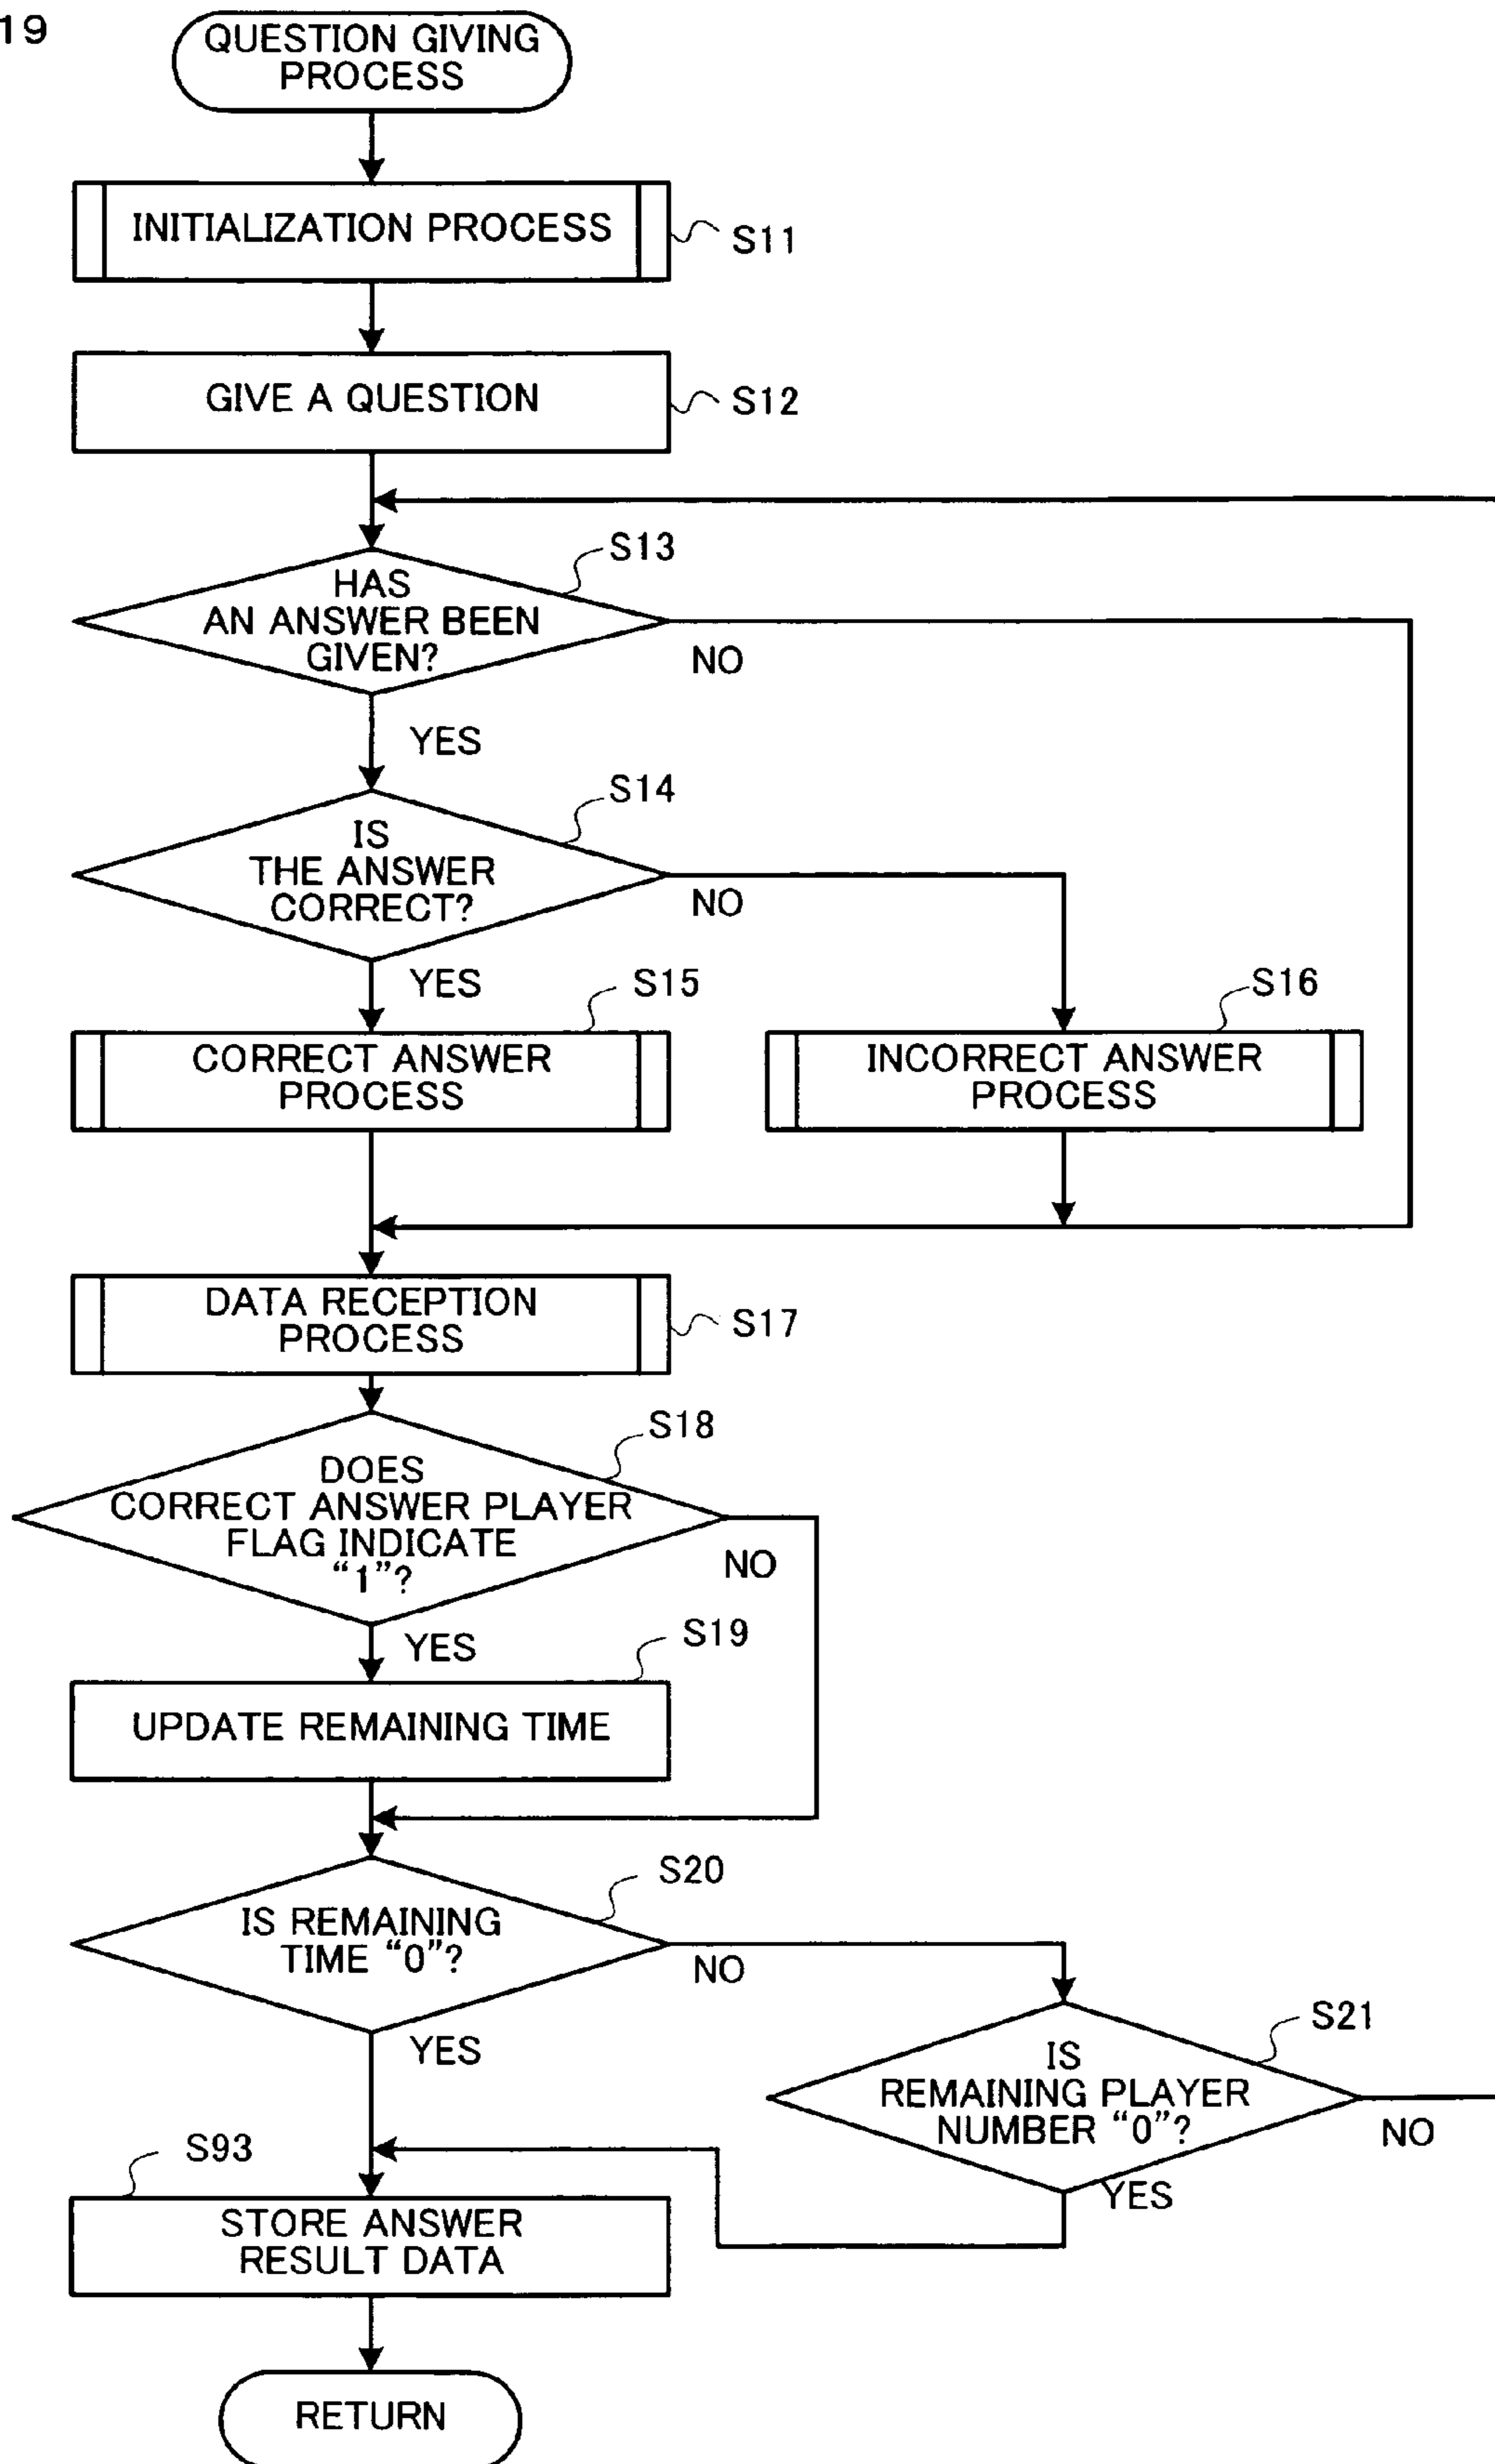 19
QUESTION GIVING
PROCESS
INITIALIZATION PROCESS
S11
GIVE A QUESTION
S12
S13
HAS
AN ANSWER BEEN
GIVEN?
NO
YES
S14
IS
THE ANSWER
CORRECT?
NO
YES
S15
S16
CORRECT ANSWER
PROCESS
INCORRECT ANSWER
PROCESS
DATA RECEPTION
PROCESS
S17
S18
DOES
CORRECT ANSWER PLAYER
FLAG INDICATE
“1”?
NO
YES
S19
UPDATE REMAINING TIME
S20
IS REMAINING
TIME “0”?
NO
YES
S21
IS
REMAINING PLAYER
NUMBER “0”?
NO
YES
S93
STORE ANSWER
RESULT DATA
RETURN